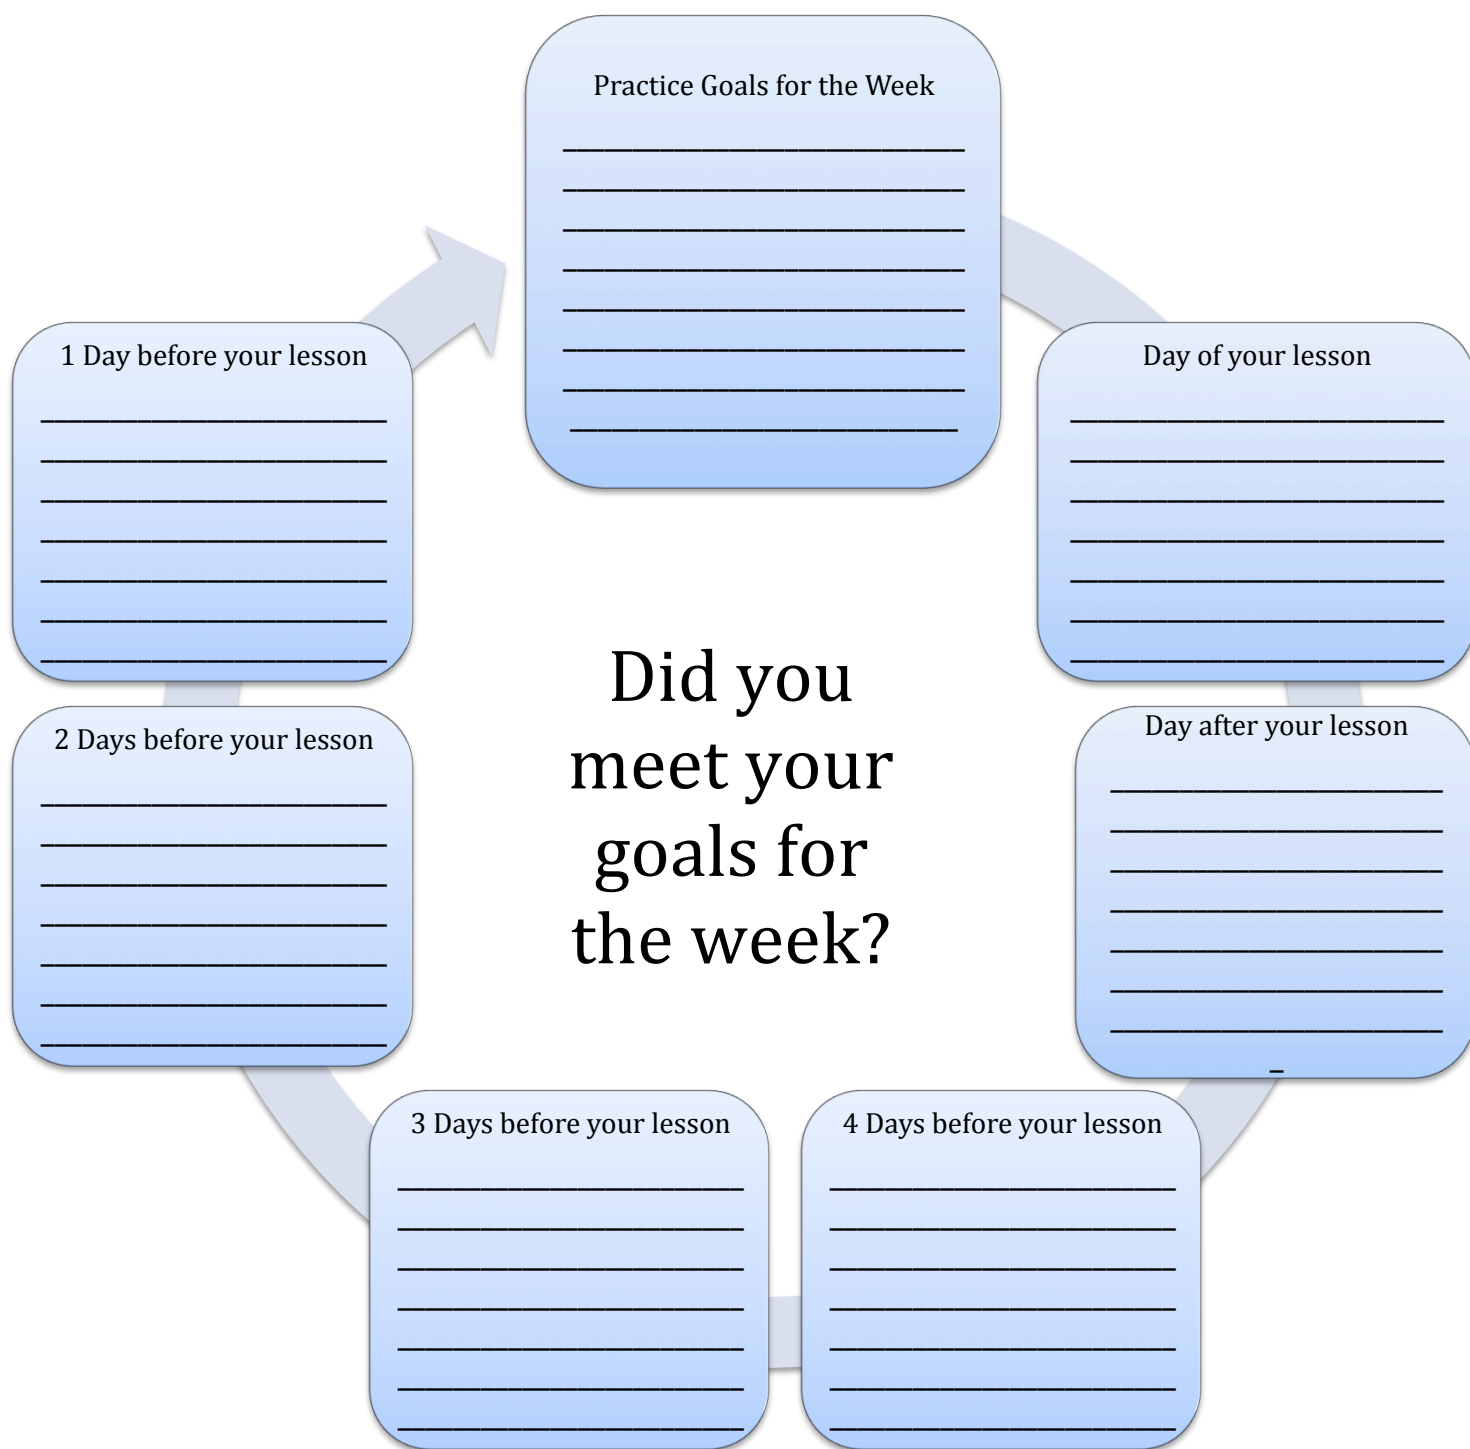 Practice Goals for the Week
Day of your lesson
Day after your lesson
4 Days before your lesson
3 Days before your lesson
2 Days before your lesson
1 Day before your lesson
Did you
meet your
goals for
the week?